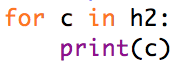 for c in h2:
    print(c)